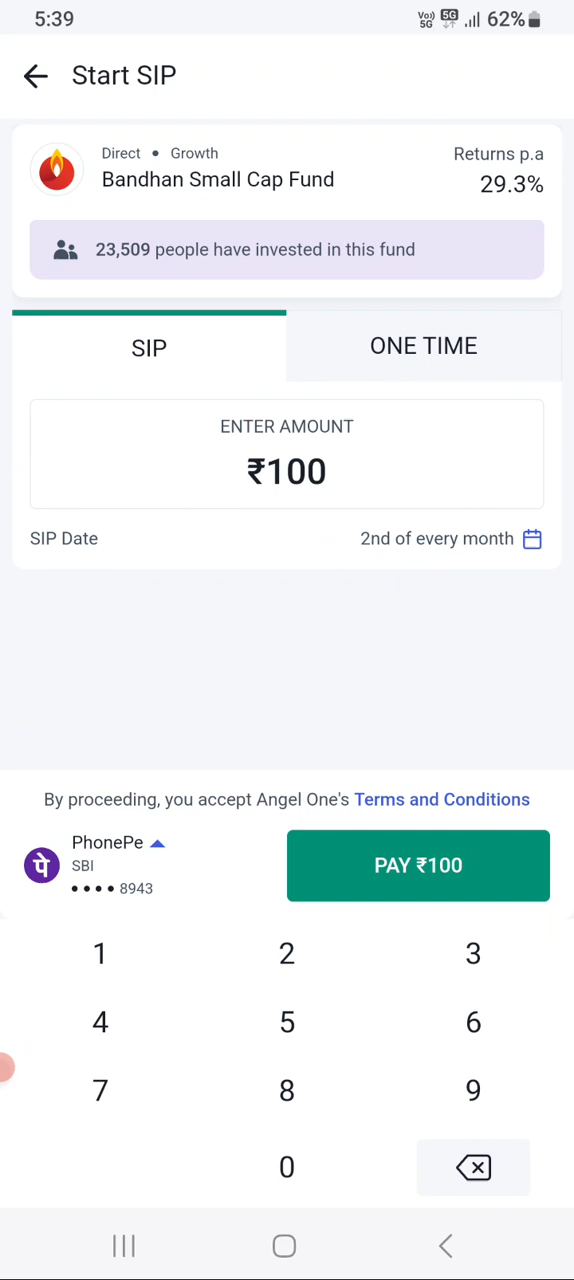 5:39
Vo)) 5G 5G 62%
Start SIP
Direct • Growth
Returns p.a
Bandhan Small Cap Fund
29.3%
23,509 people have invested in this fund
SIP
ONE TIME
ENTER AMOUNT
₹100
SIP Date
2nd of every month
By proceeding, you accept Angel One's Terms and Conditions
पे
PhonePe
SBI
•••• 8943
PAY ₹100
1 2 3
4 5 6
7 8 9
0